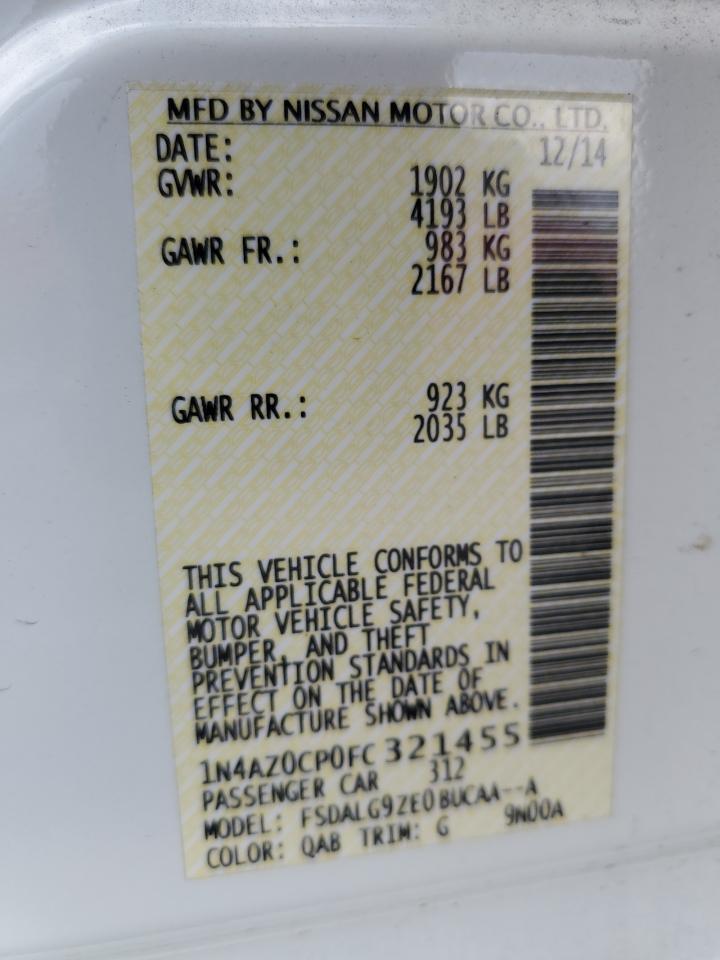 MFD BY NISSAN MOTOR CO., LTD.
DATE: 12/14
GVWR: 1902 KG
4193 LB
GAWR FR.: 983 KG
2167 LB
GAWR RR.: 923 KG
2035 LB
THIS VEHICLE CONFORMS TO
ALL APPLICABLE FEDERAL
MOTOR VEHICLE SAFETY,
BUMPER, AND THEFT
PREVENTION STANDARDS IN
EFFECT ON THE DATE OF
MANUFACTURE SHOWN ABOVE.
1N4AZ0CP0FC 321455
PASSENGER CAR 312
MODEL: FSDALG9ZE0BUCAA--A
COLOR: QAB TRIM: G 9N00A